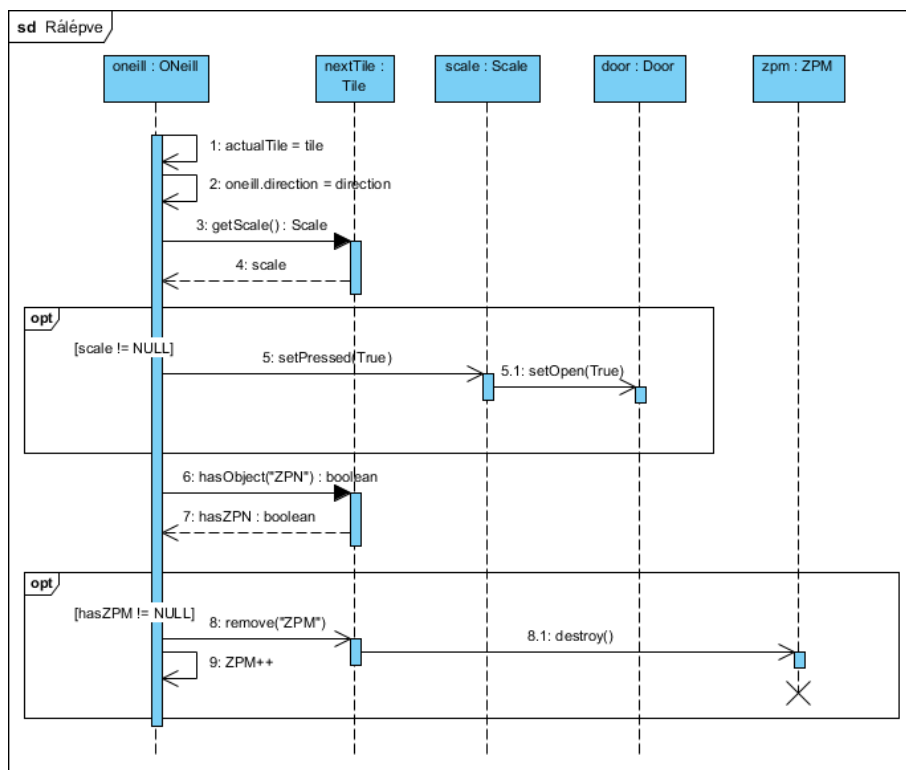 sd Rálépve
oneill : ONeill
nextTile :
Tile
scale : Scale
door : Door
zpm : ZPM
1: actualTile = tile
2: oneill.direction = direction
3: getScale() : Scale
4: scale
opt
[scale != NULL]
5: setPressed(True)
5.1: setOpen(True)
6: hasObject("ZPN") : boolean
7: hasZPN : boolean
opt
[hasZPM != NULL]
8: remove("ZPM")
8.1: destroy()
9: ZPM++